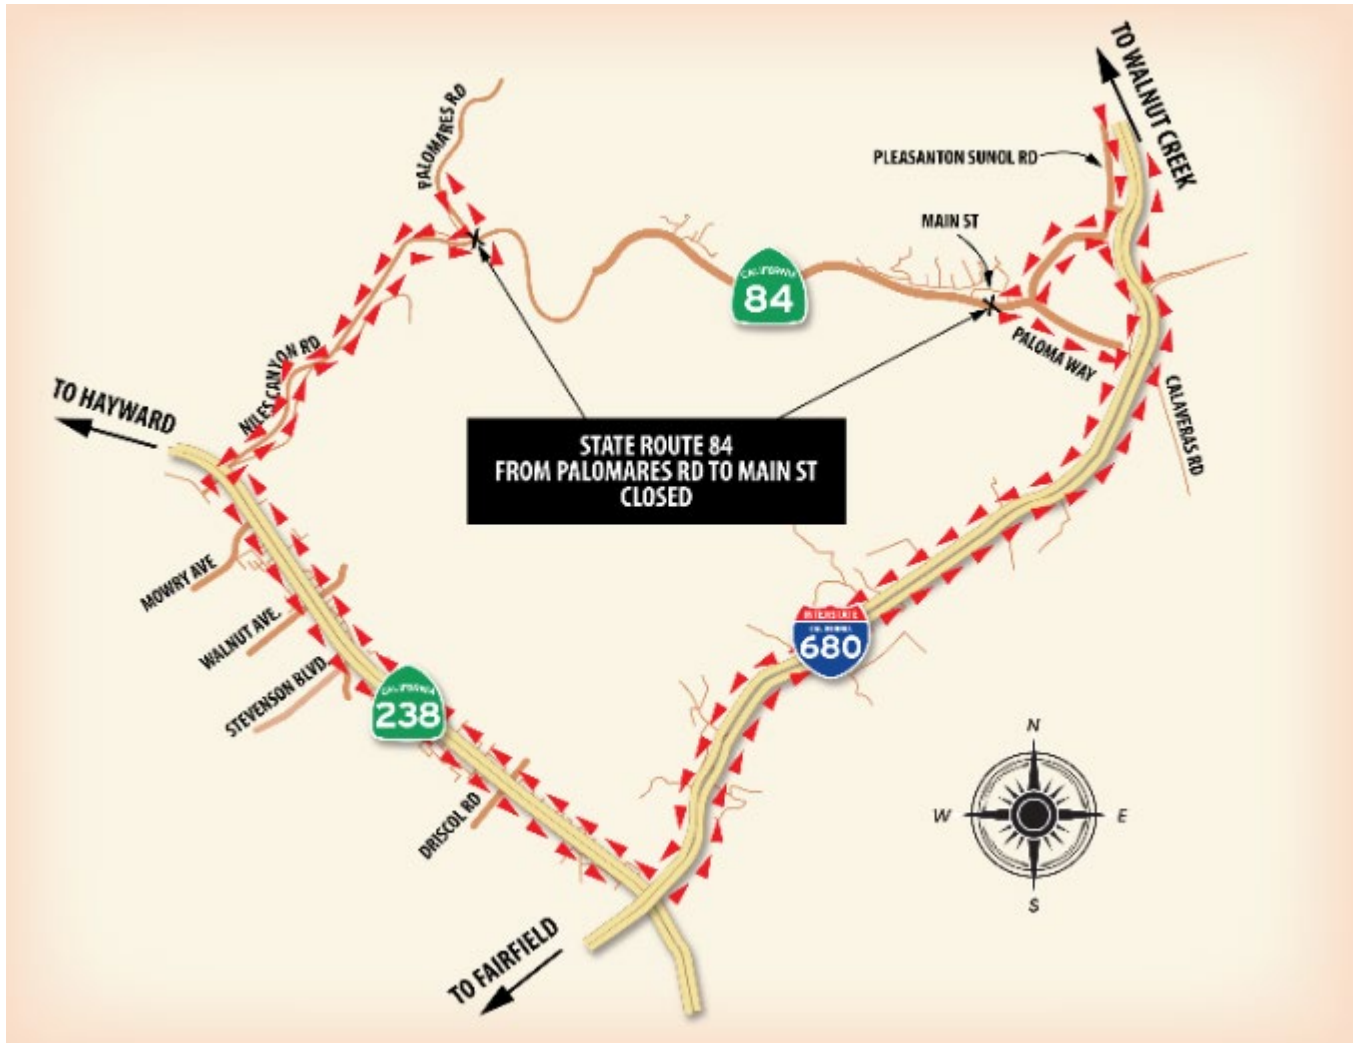 TO WALNUT CREEK
PALOMARES RD
PLEASANTON SUNOL RD
MAIN ST
CALIFORNIA
84
NILES CANYON RD
PALOMA WAY
TO HAYWARD
CALAVERAS RD
STATE ROUTE 84
FROM PALOMARES RD TO MAIN ST
CLOSED
MOWRY AVE
WALNUT AVE.
STEVENSON BLVD
INTERSTATE
CALIFORNIA
680
CALIFORNIA
238
DRISCOL RD
N
W
E
S
TO FAIRFIELD